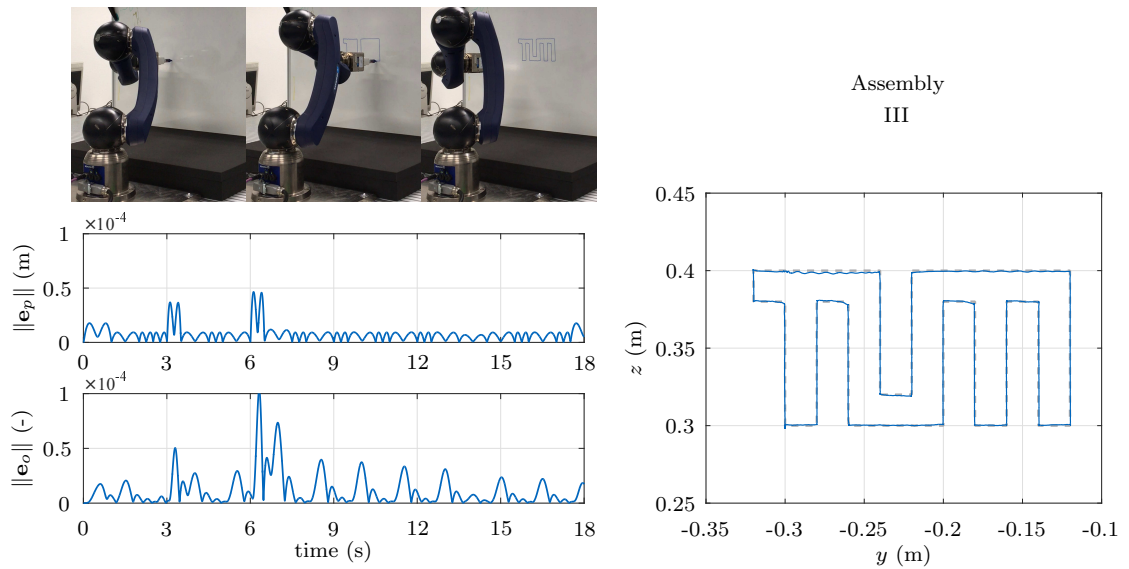 TUM
Assembly
III
×10⁻⁴
‖e_p‖ (m)
1
0.5
0
0 3 6 9 12 15 18
×10⁻⁴
‖e_o‖ (-)
1
0.5
0
0 3 6 9 12 15 18
time (s)
z (m)
0.45
0.4
0.35
0.3
0.25
-0.35 -0.3 -0.25 -0.2 -0.15 -0.1
y (m)